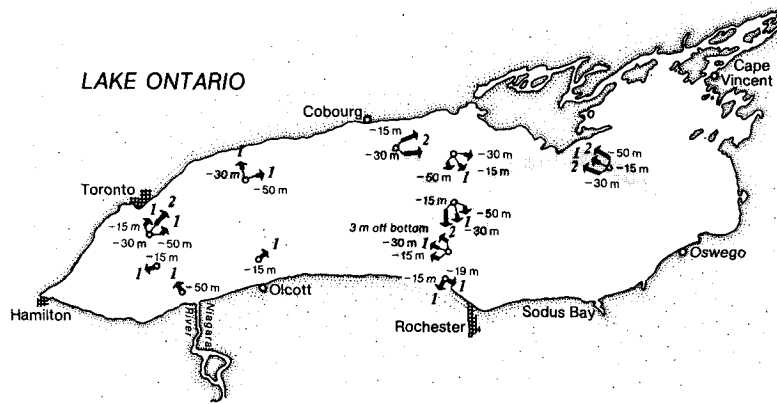 LAKE ONTARIO
Cape
Vincent
Cobourg
-15 m
2
-30 m
-30 m
-15 m
-50 m
1
1 2
-50 m
-15 m
2
-30 m
1
1
-30 m
-50 m
Toronto
1 2
-15 m
1
-30 m
-50 m
-15 m
-50 m
1
-30 m
3 m off bottom
2
-30 m
1
-15 m
1
-15 m
1
-15 m
1
-50 m
-15 m
-19 m
1
1
Oswego
Olcott
Hamilton
Niagara
River
Rochester
Sodus Bay